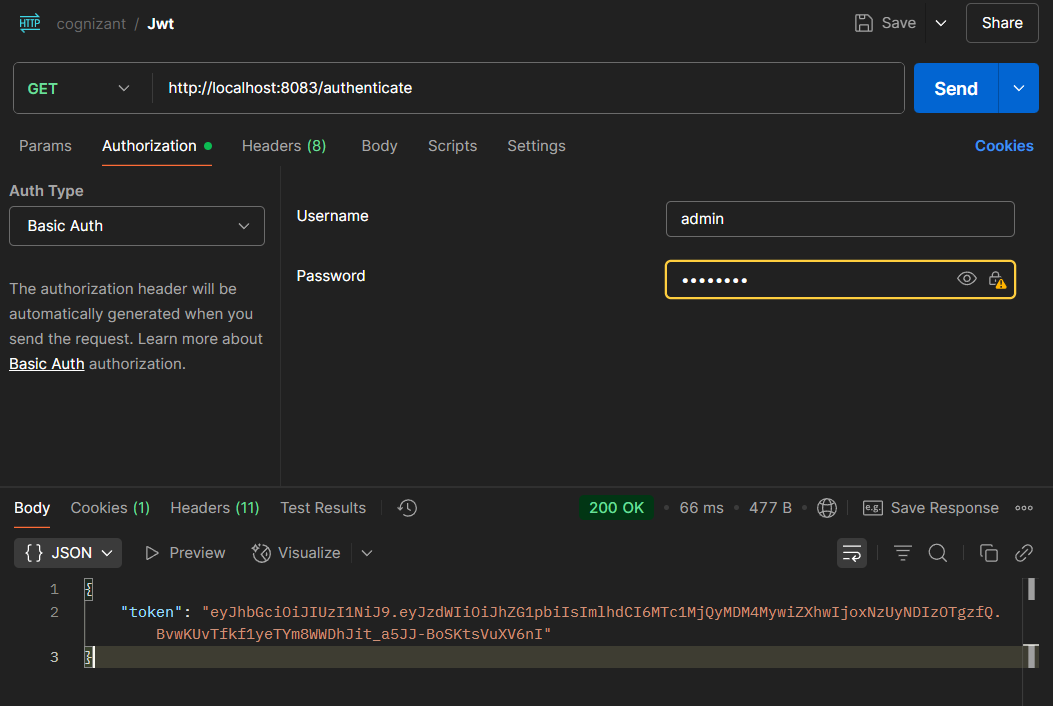 HTTP cognizant / Jwt Save Share
GET http://localhost:8083/authenticate Send
Params Authorization Headers (8) Body Scripts Settings Cookies
Auth Type
Basic Auth
The authorization header will be
automatically generated when you
send the request. Learn more about
Basic Auth authorization.
Username admin
Password ••••••••
Body Cookies (1) Headers (11) Test Results 200 OK • 66 ms • 477 B • e.g. Save Response
{} JSON Preview Visualize
1 {
2 "token": "eyJhbGciOiJIUzI1NiJ9.eyJzdWIiOiJhZG1pbiIsImlhdCI6MTc1MjQyMDM4MywiZXhwIjoxNzUyNDIzOTgzfQ.
BvwKUvTfkf1yeTYm8WWDhJit_a5JJ-BoSKtsVuXV6nI"
3 }